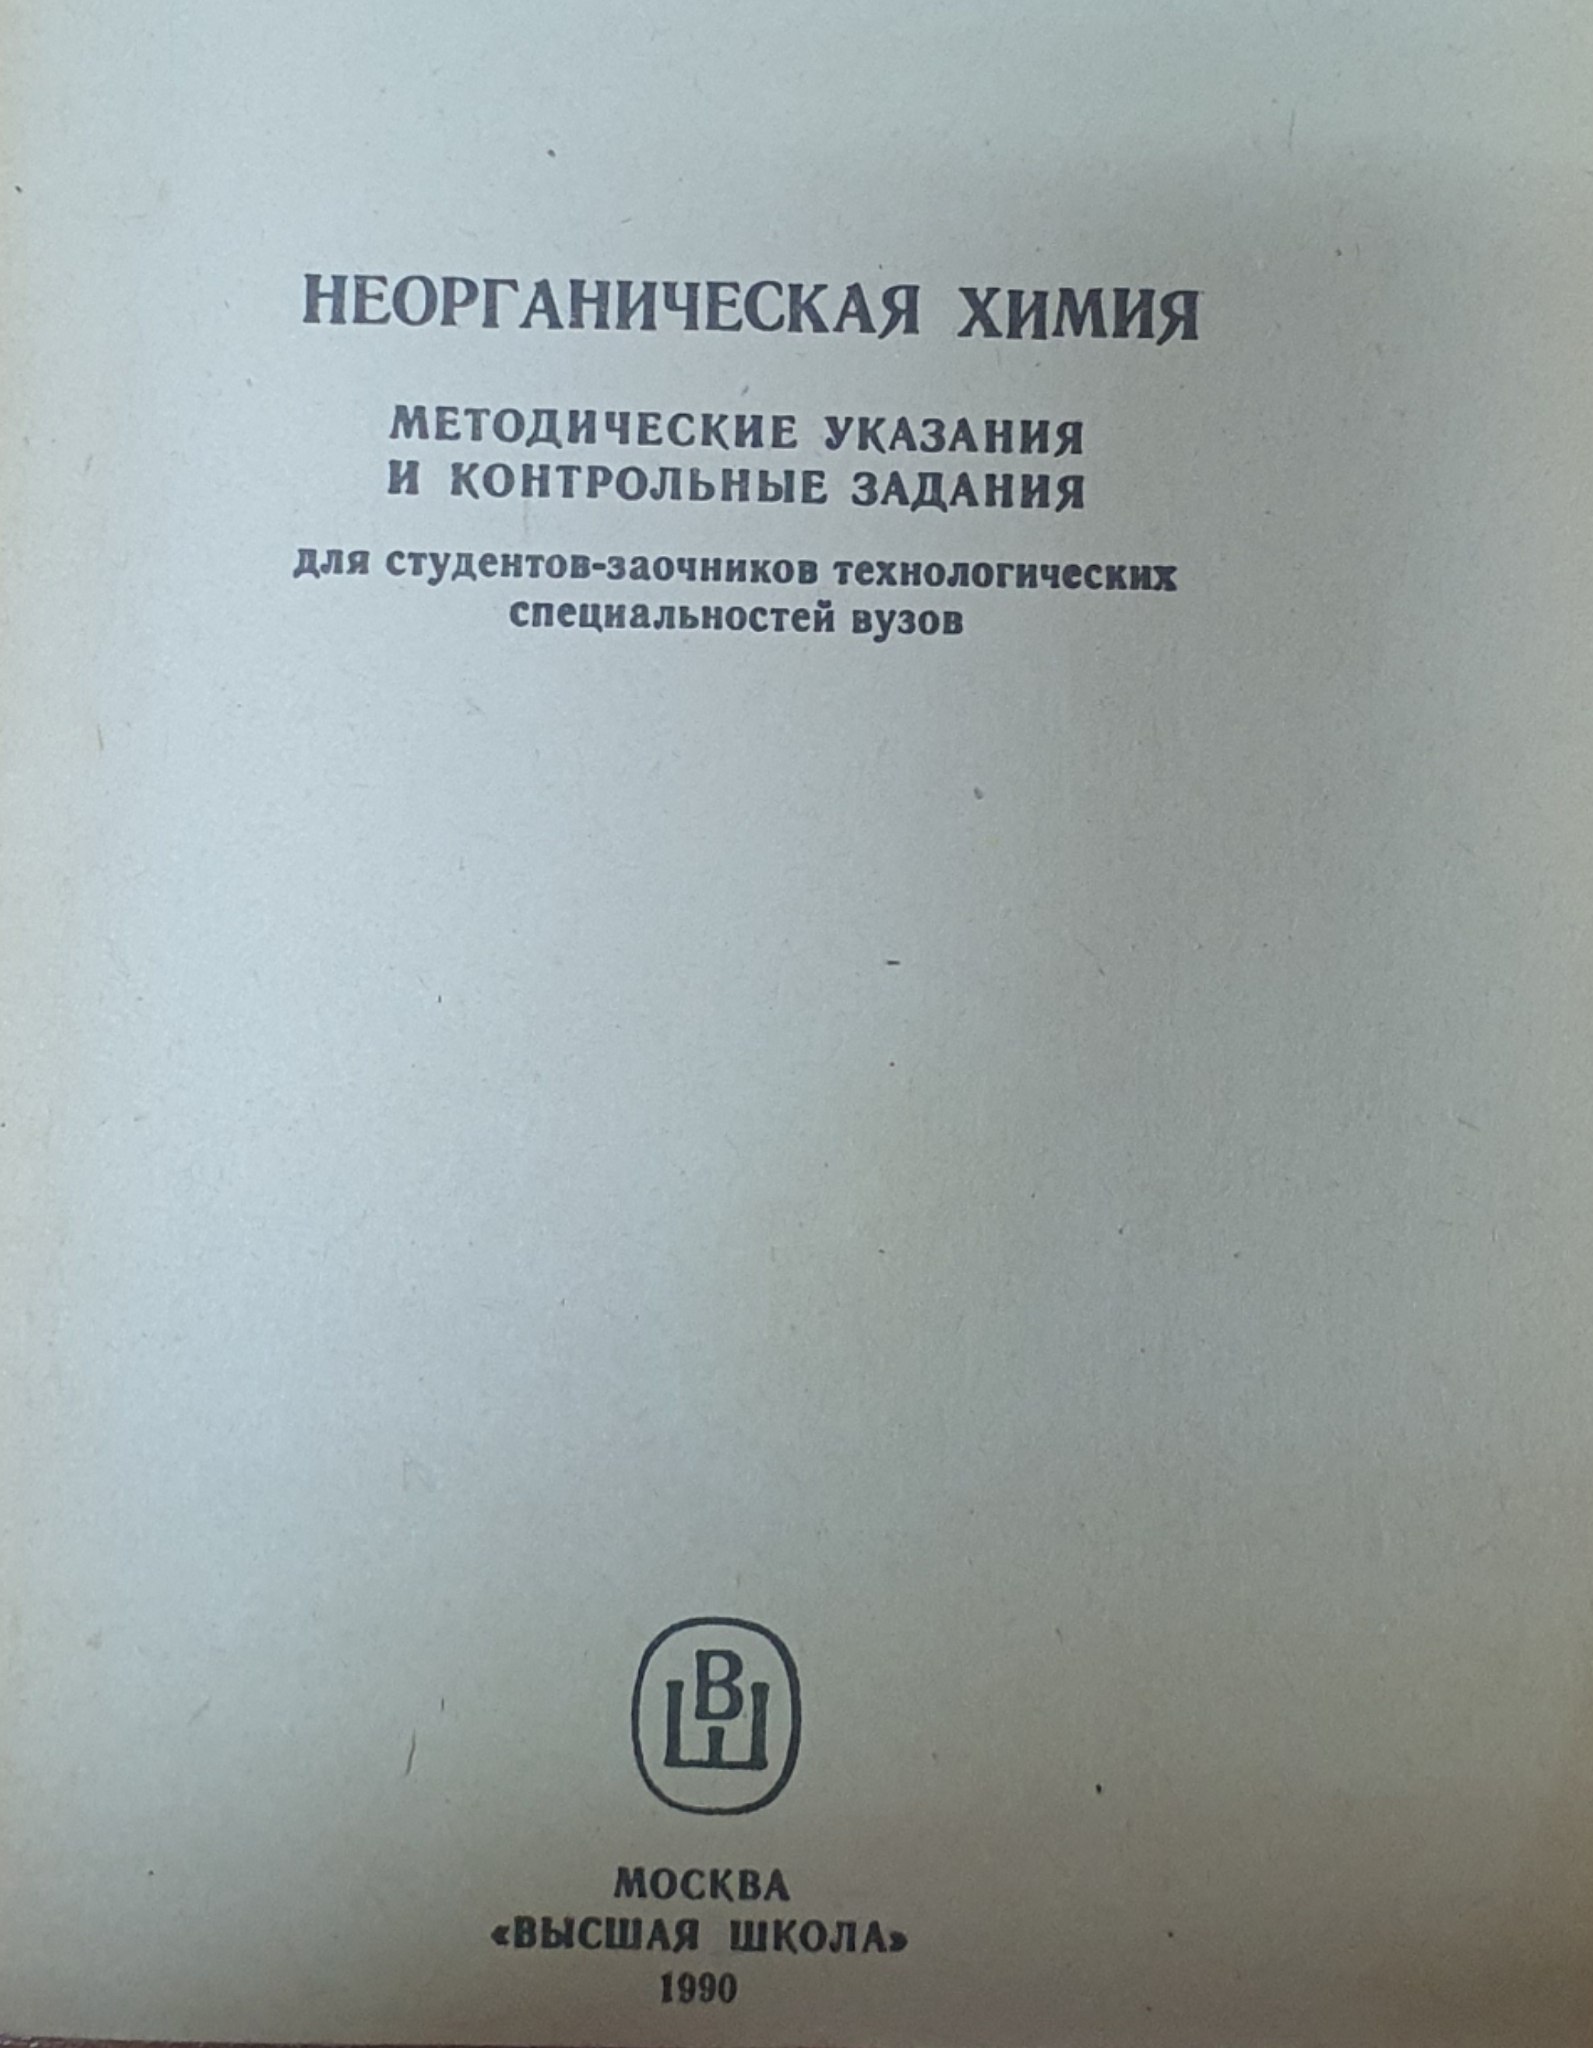 НЕОРГАНИЧЕСКАЯ ХИМИЯ
МЕТОДИЧЕСКИЕ УКАЗАНИЯ
И КОНТРОЛЬНЫЕ ЗАДАНИЯ
для студентов-заочников технологических
специальностей вузов
ВШ
МОСКВА
«ВЫСШАЯ ШКОЛА»
1990